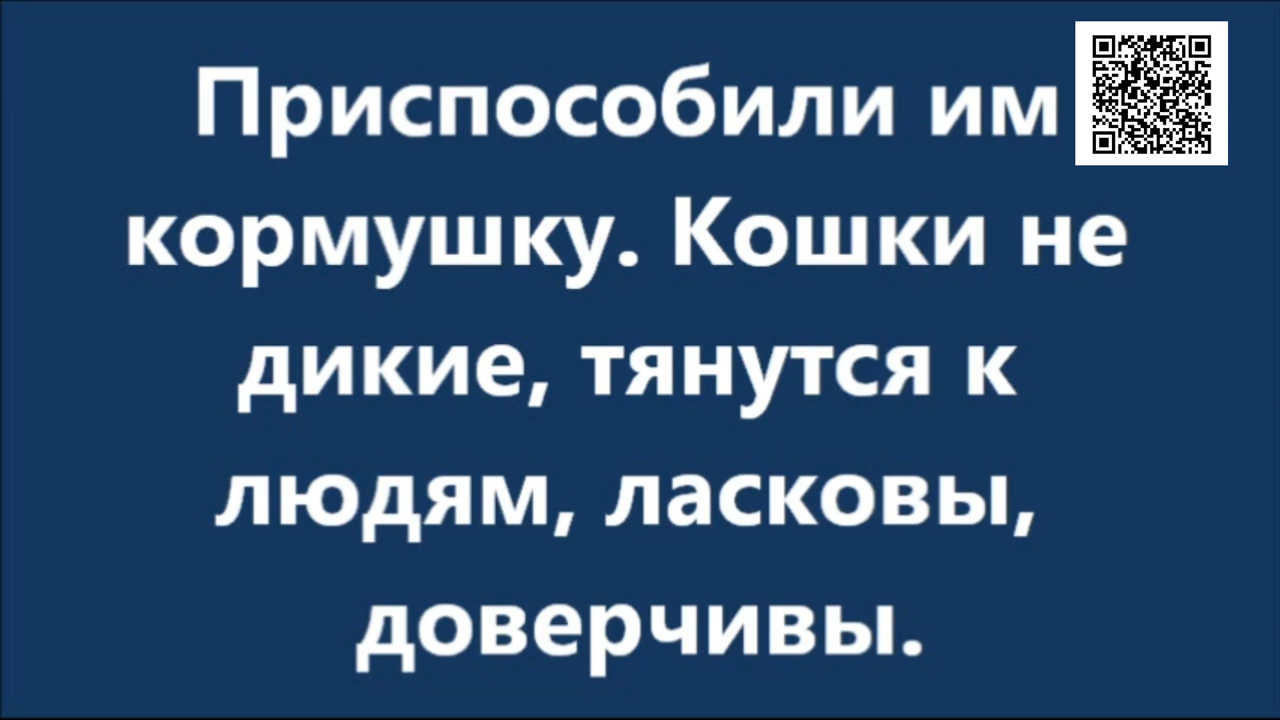 Приспособили им
кормушку. Кошки не
дикие, тянутся к
людям, ласковы,
доверчивы.